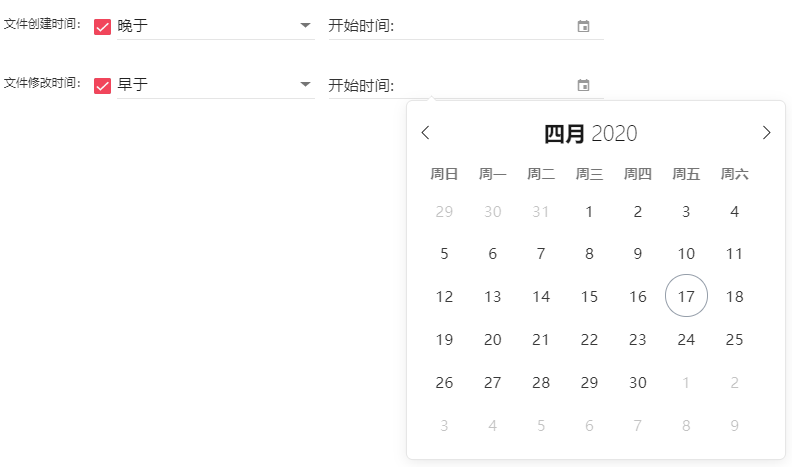 文件创建时间： 晚于 开始时间:
文件修改时间： 早于 开始时间:
四月 2020
周日 周一 周二 周三 周四 周五 周六
29 30 31 1 2 3 4
5 6 7 8 9 10 11
12 13 14 15 16 17 18
19 20 21 22 23 24 25
26 27 28 29 30 1 2
3 4 5 6 7 8 9